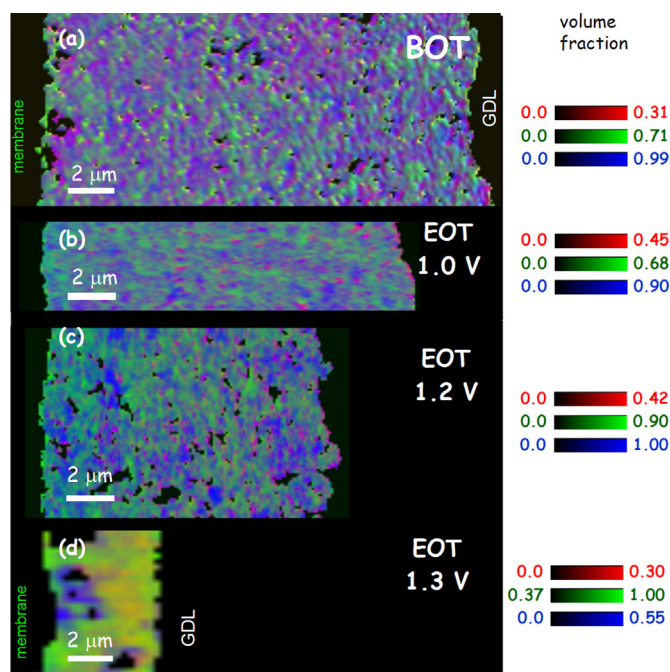 volume
fraction
(a)
BOT
membrane
GDL
2 μm
0.0 0.31
0.0 0.71
0.0 0.99
(b)
EOT
1.0 V
2 μm
0.0 0.45
0.0 0.68
0.0 0.90
(c)
EOT
1.2 V
2 μm
0.0 0.42
0.0 0.90
0.0 1.00
(d)
EOT
1.3 V
membrane
GDL
2 μm
0.0 0.30
0.37 1.00
0.0 0.55